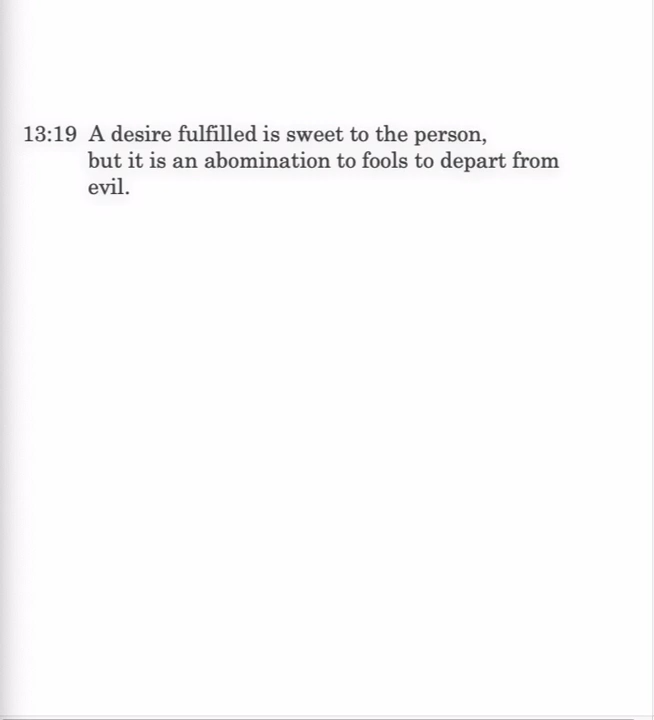 13:19 A desire fulfilled is sweet to the person,
but it is an abomination to fools to depart from
evil.